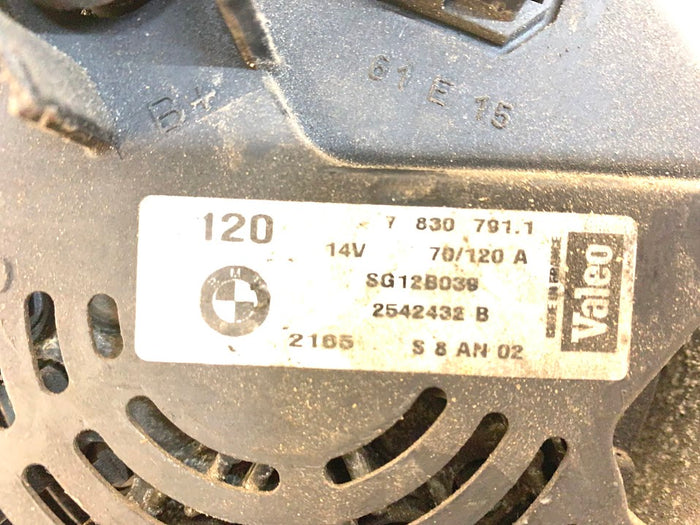 61 E 15
B+
120
7 830 791.1
14V 70/120 A
SG12B039
2542432 B
2165 S 8 AN 02
BMW
MADE IN FRANCE
Valeo